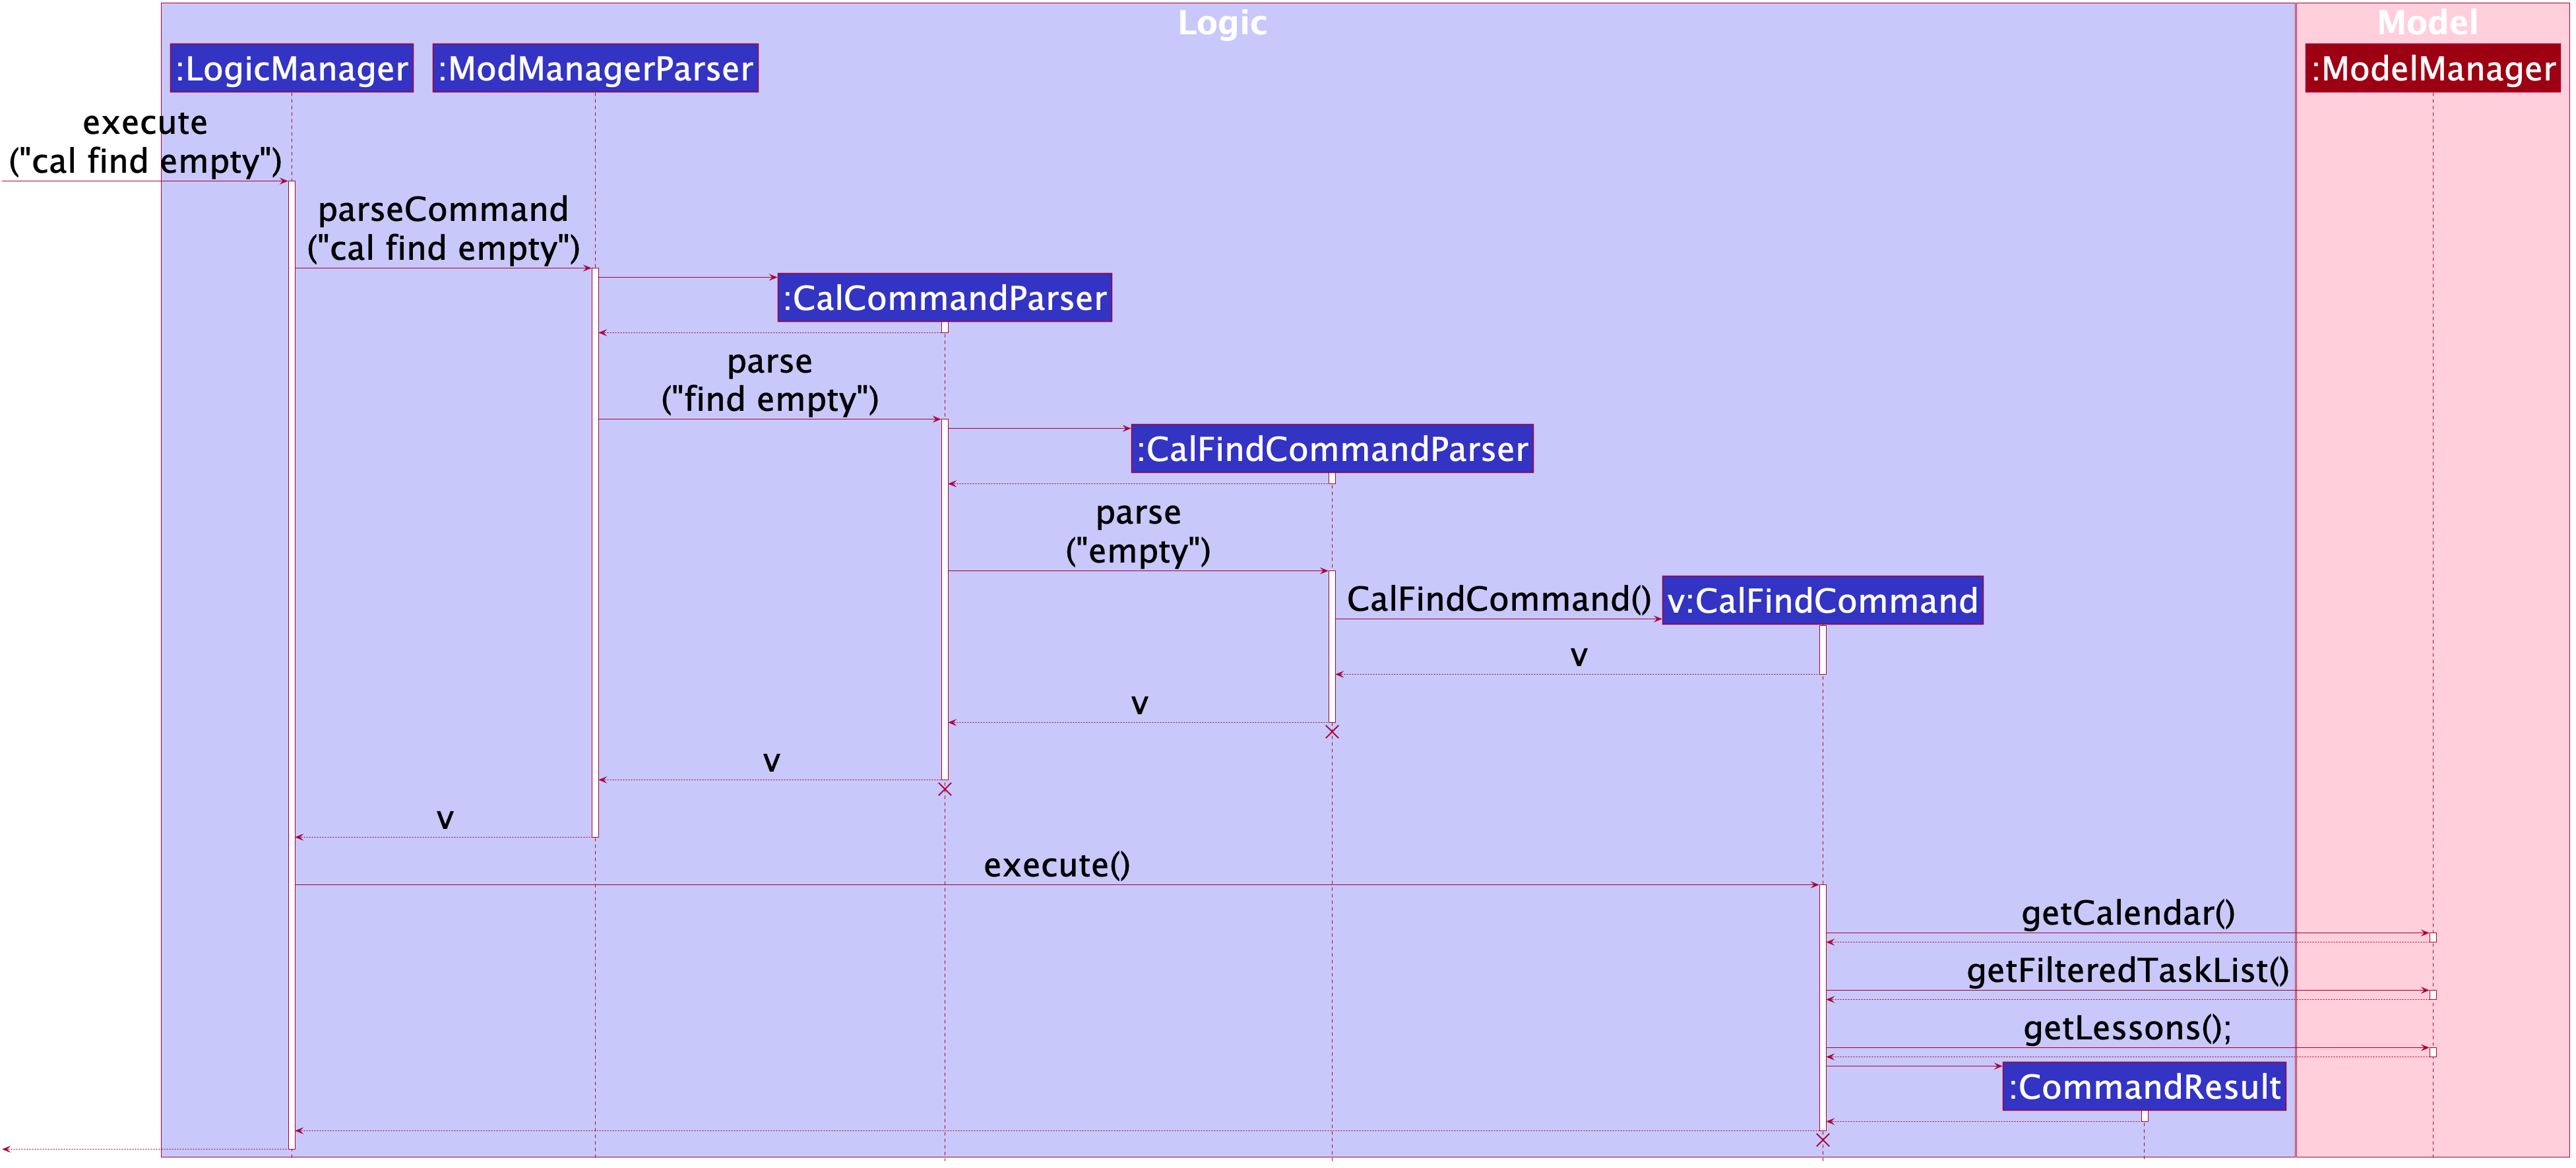 Logic
Model
:LogicManager
:ModManagerParser
:ModelManager
execute
("cal find empty")
parseCommand
("cal find empty")
:CalCommandParser
parse
("find empty")
:CalFindCommandParser
parse
("empty")
CalFindCommand()
v:CalFindCommand
v
v
v
v
execute()
getCalendar()
getFilteredTaskList()
getLessons();
:CommandResult